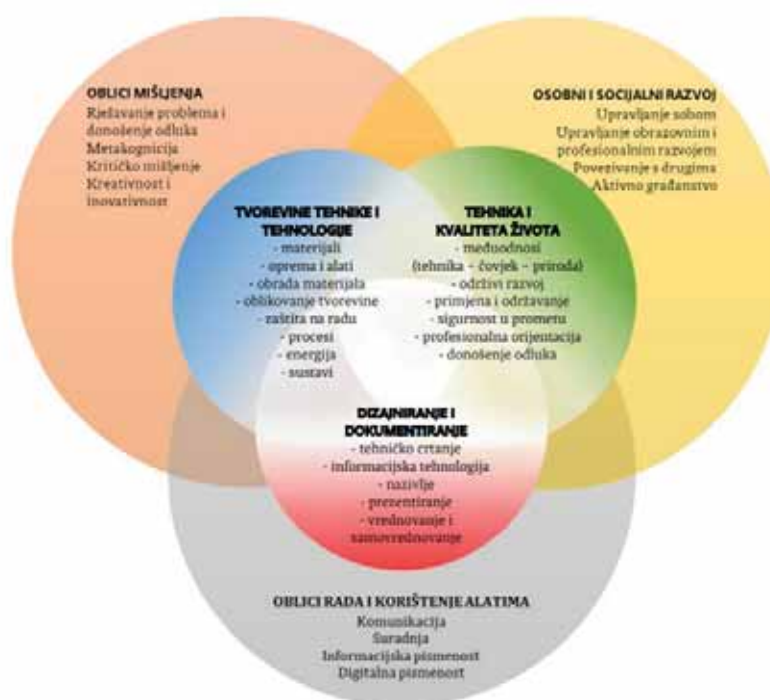 OBLICI MIŠLJENJA
Rješavanje problema i
donošenje odluka
Metakognicija
Kritičko mišljenje
Kreativnost i
inovativnost
OSOBNI I SOCIJALNI RAZVOJ
Upravljanje sobom
Upravljanje obrazovnim i
profesionalnim razvojem
Povezivanje s drugima
Aktivno građanstvo
TVOREVINE TEHNIKE I
TEHNOLOGIJE
- materijali
- oprema i alati
- obrada materijala
- oblikovanje tvorevine
- zaštita na radu
- procesi
- energija
- sustavi
TEHNIKA I
KVALITETA ŽIVOTA
- međuodnosi
(tehnika – čovjek – priroda)
- održivi razvoj
- primjena i održavanje
- sigurnost u prometu
- profesionalna orijentacija
- donošenje odluka
DIZAJNIRANJE I
DOKUMENTIRANJE
- tehničko crtanje
- informacijska tehnologija
- nazivlje
- prezentiranje
- vrednovanje i
samovrednovanje
OBLICI RADA I KORIŠTENJE ALATIMA
Komunikacija
Suradnja
Informacijska pismenost
Digitalna pismenost